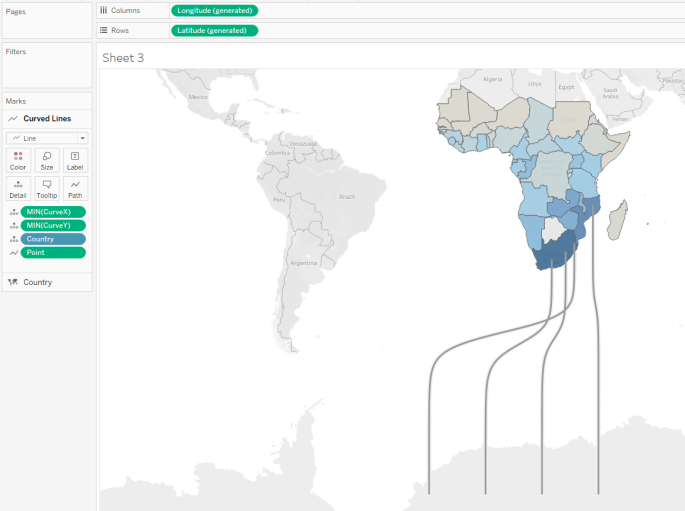 Pages
Columns
Longitude (generated)
Rows
Latitude (generated)
Filters
Sheet 3
Marks
Curved Lines
Line
Color
Size
Label
Detail
Tooltip
Path
MIN(CurveX)
MIN(CurveY)
Country
Point
Country
Mexico
Venezuela
Colombia
Peru
Brazil
Argentina
Algeria
Libya
Egypt
Saudi
Arabia
Yemen
Pakistan